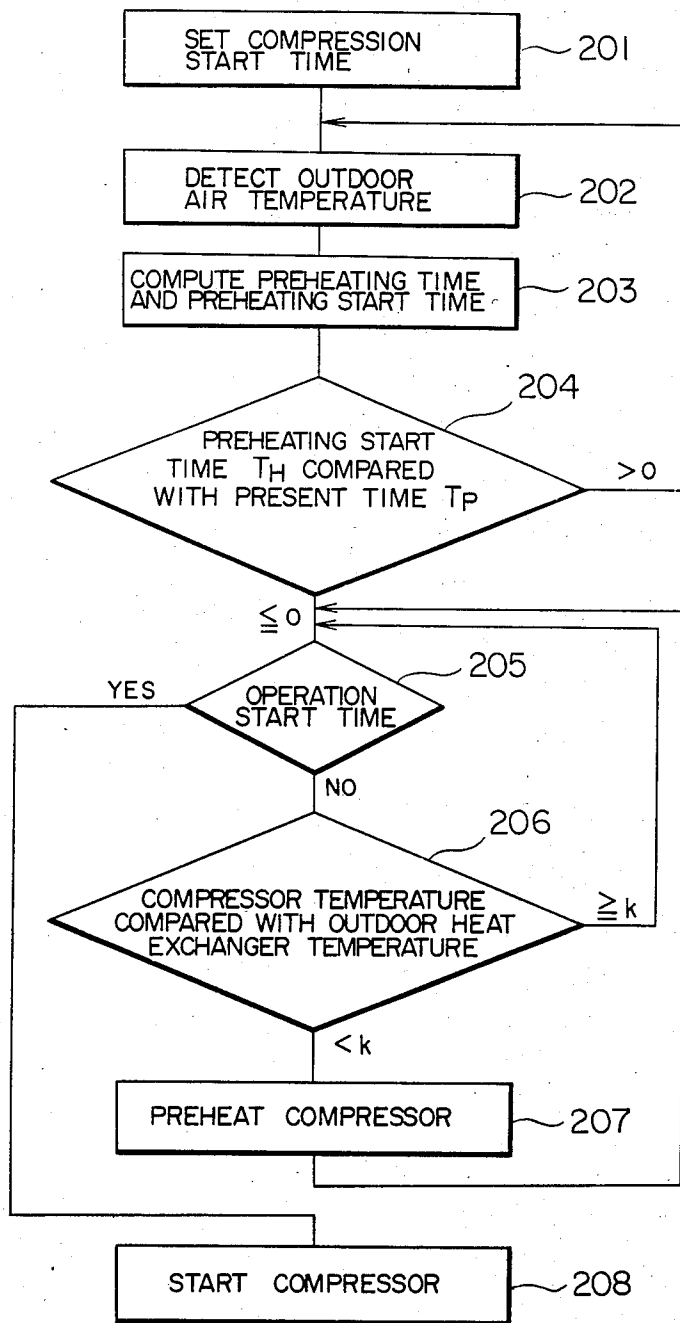 SET COMPRESSION
START TIME
201
DETECT OUTDOOR
AIR TEMPERATURE
202
COMPUTE PREHEATING TIME
AND PREHEATING START TIME
203
204
PREHEATING START
TIME TH COMPARED
WITH PRESENT TIME TP
>0
≦0
205
YES
OPERATION
START TIME
NO
206
COMPRESSOR TEMPERATURE
COMPARED WITH OUTDOOR HEAT
EXCHANGER TEMPERATURE
≧k
<k
PREHEAT COMPRESSOR
207
START COMPRESSOR
208